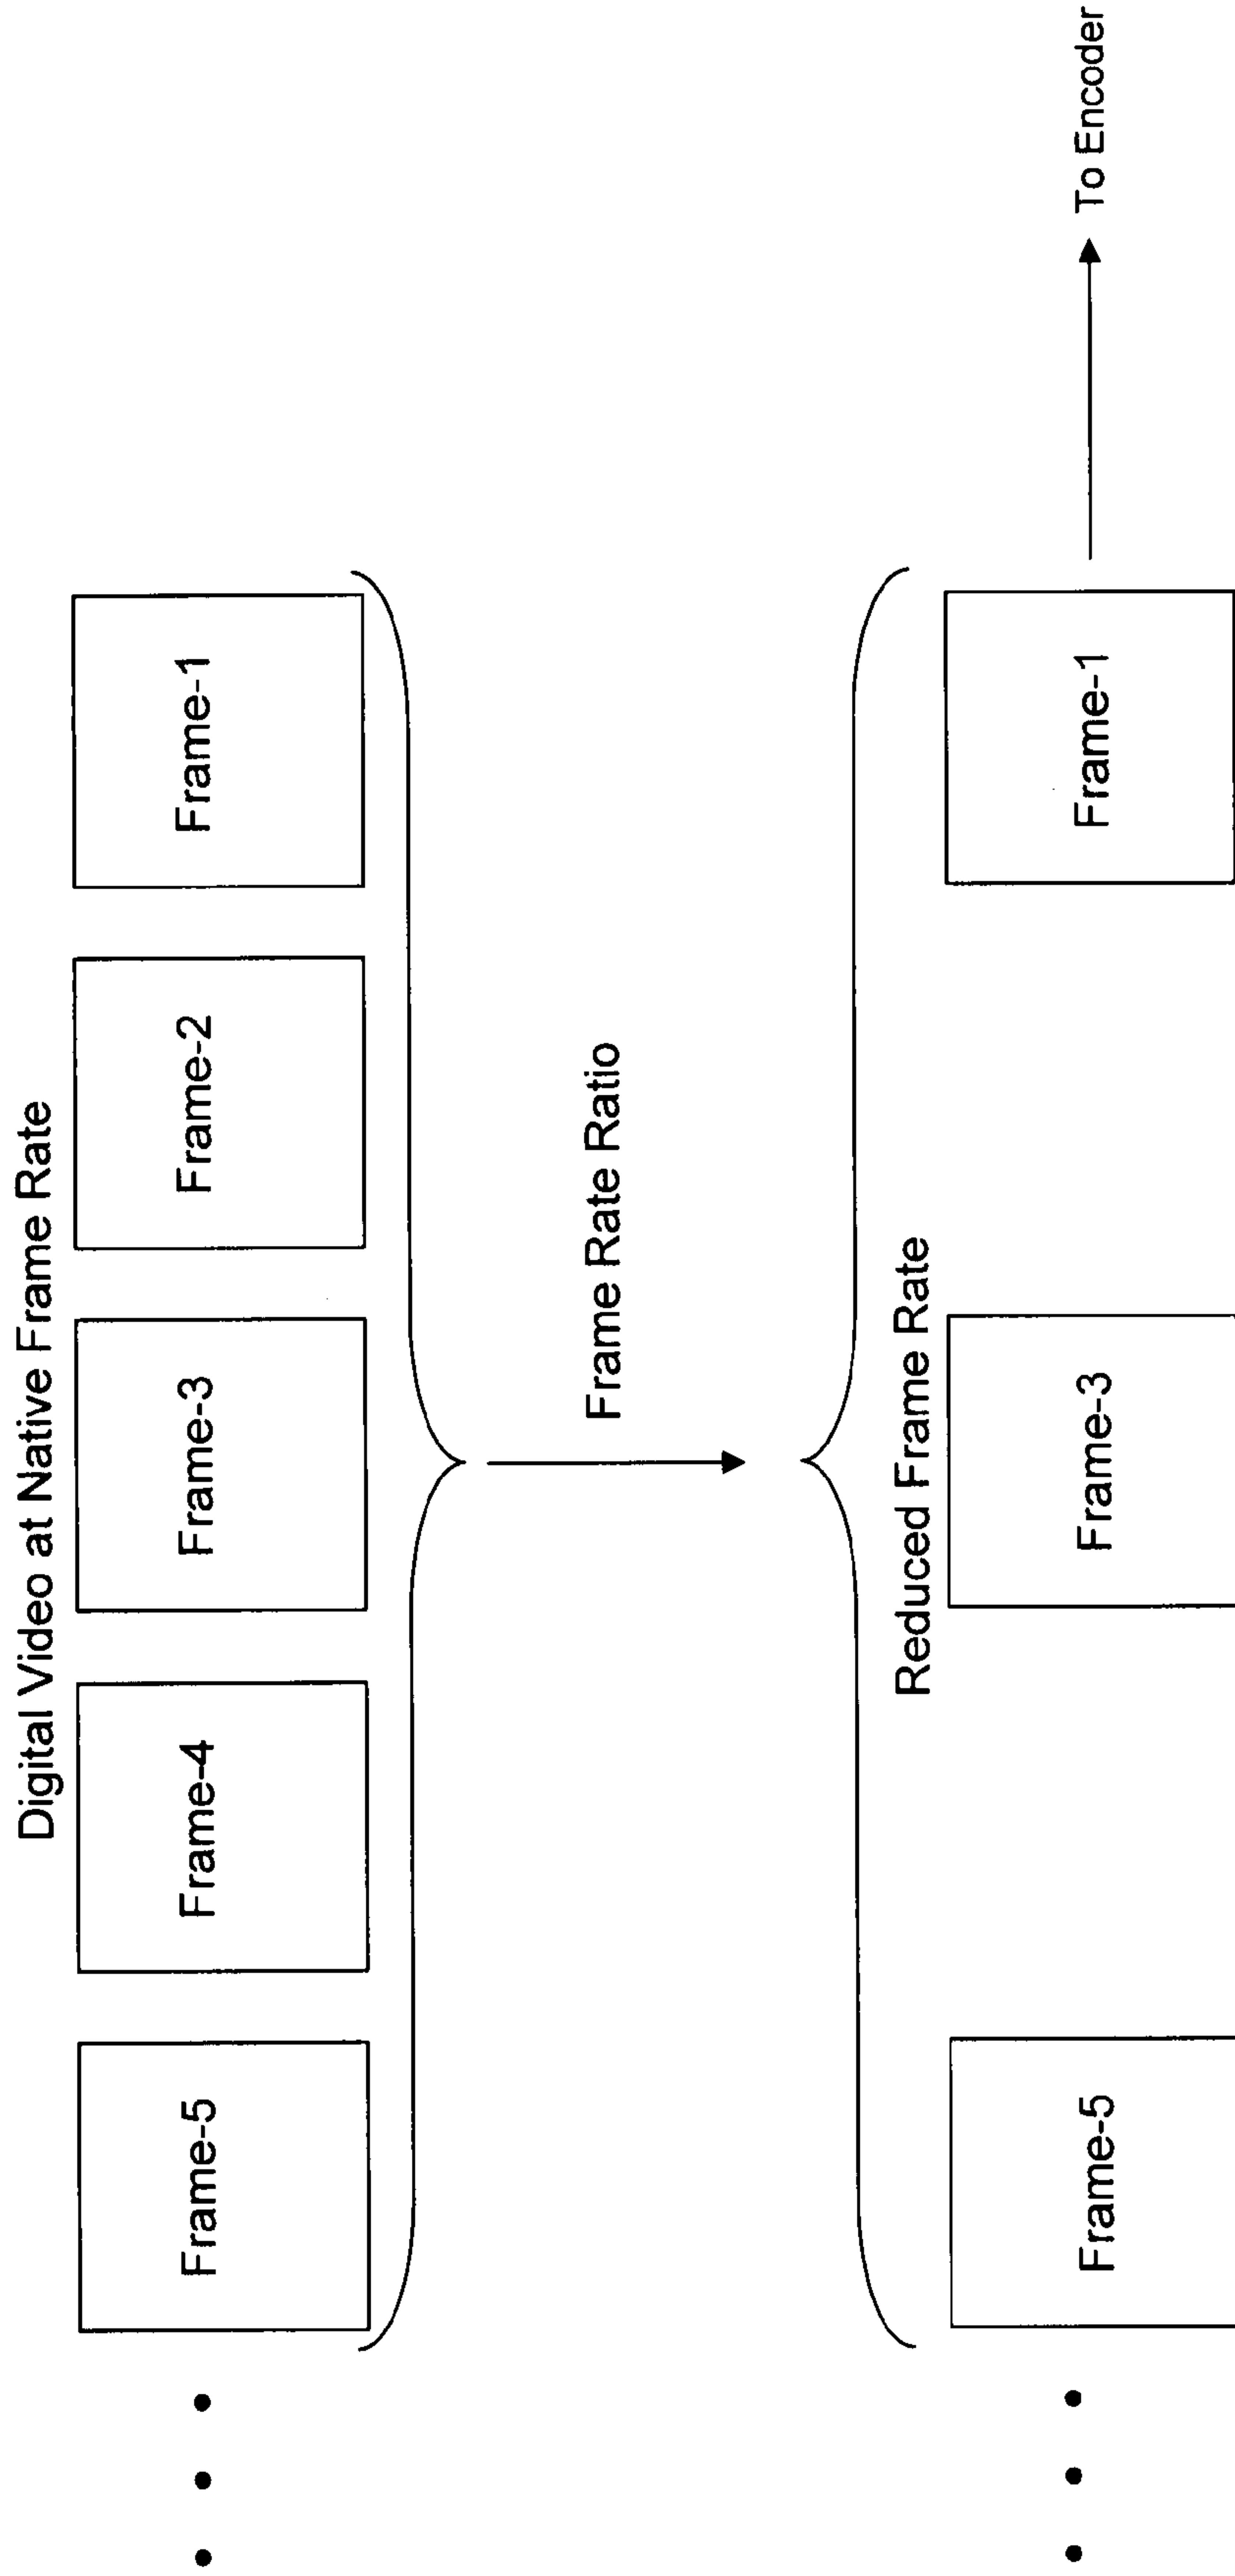 Digital Video at Native Frame Rate
Frame-5
Frame-4
Frame-3
Frame-2
Frame-1
Frame Rate Ratio
Reduced Frame Rate
Frame-5
Frame-3
Frame-1
To Encoder